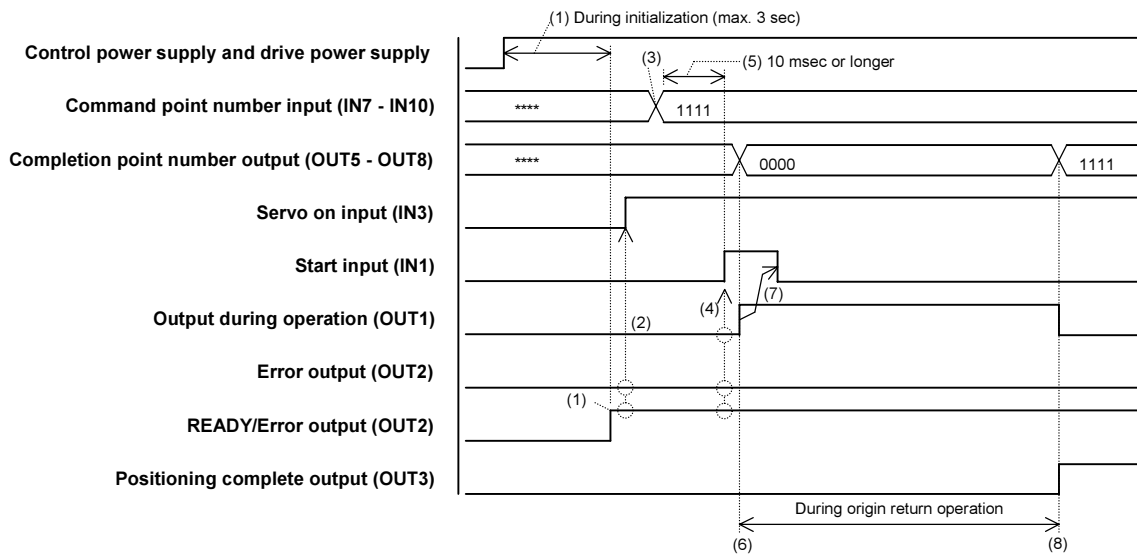 (1) During initialization (max. 3 sec)
Control power supply and drive power supply
(3)
(5) 10 msec or longer
Command point number input (IN7 - IN10)
****
1111
Completion point number output (OUT5 - OUT8)
****
0000
1111
Servo on input (IN3)
Start input (IN1)
(7)
(4)
Output during operation (OUT1)
(2)
Error output (OUT2)
(1)
READY/Error output (OUT2)
Positioning complete output (OUT3)
During origin return operation
(6)
(8)